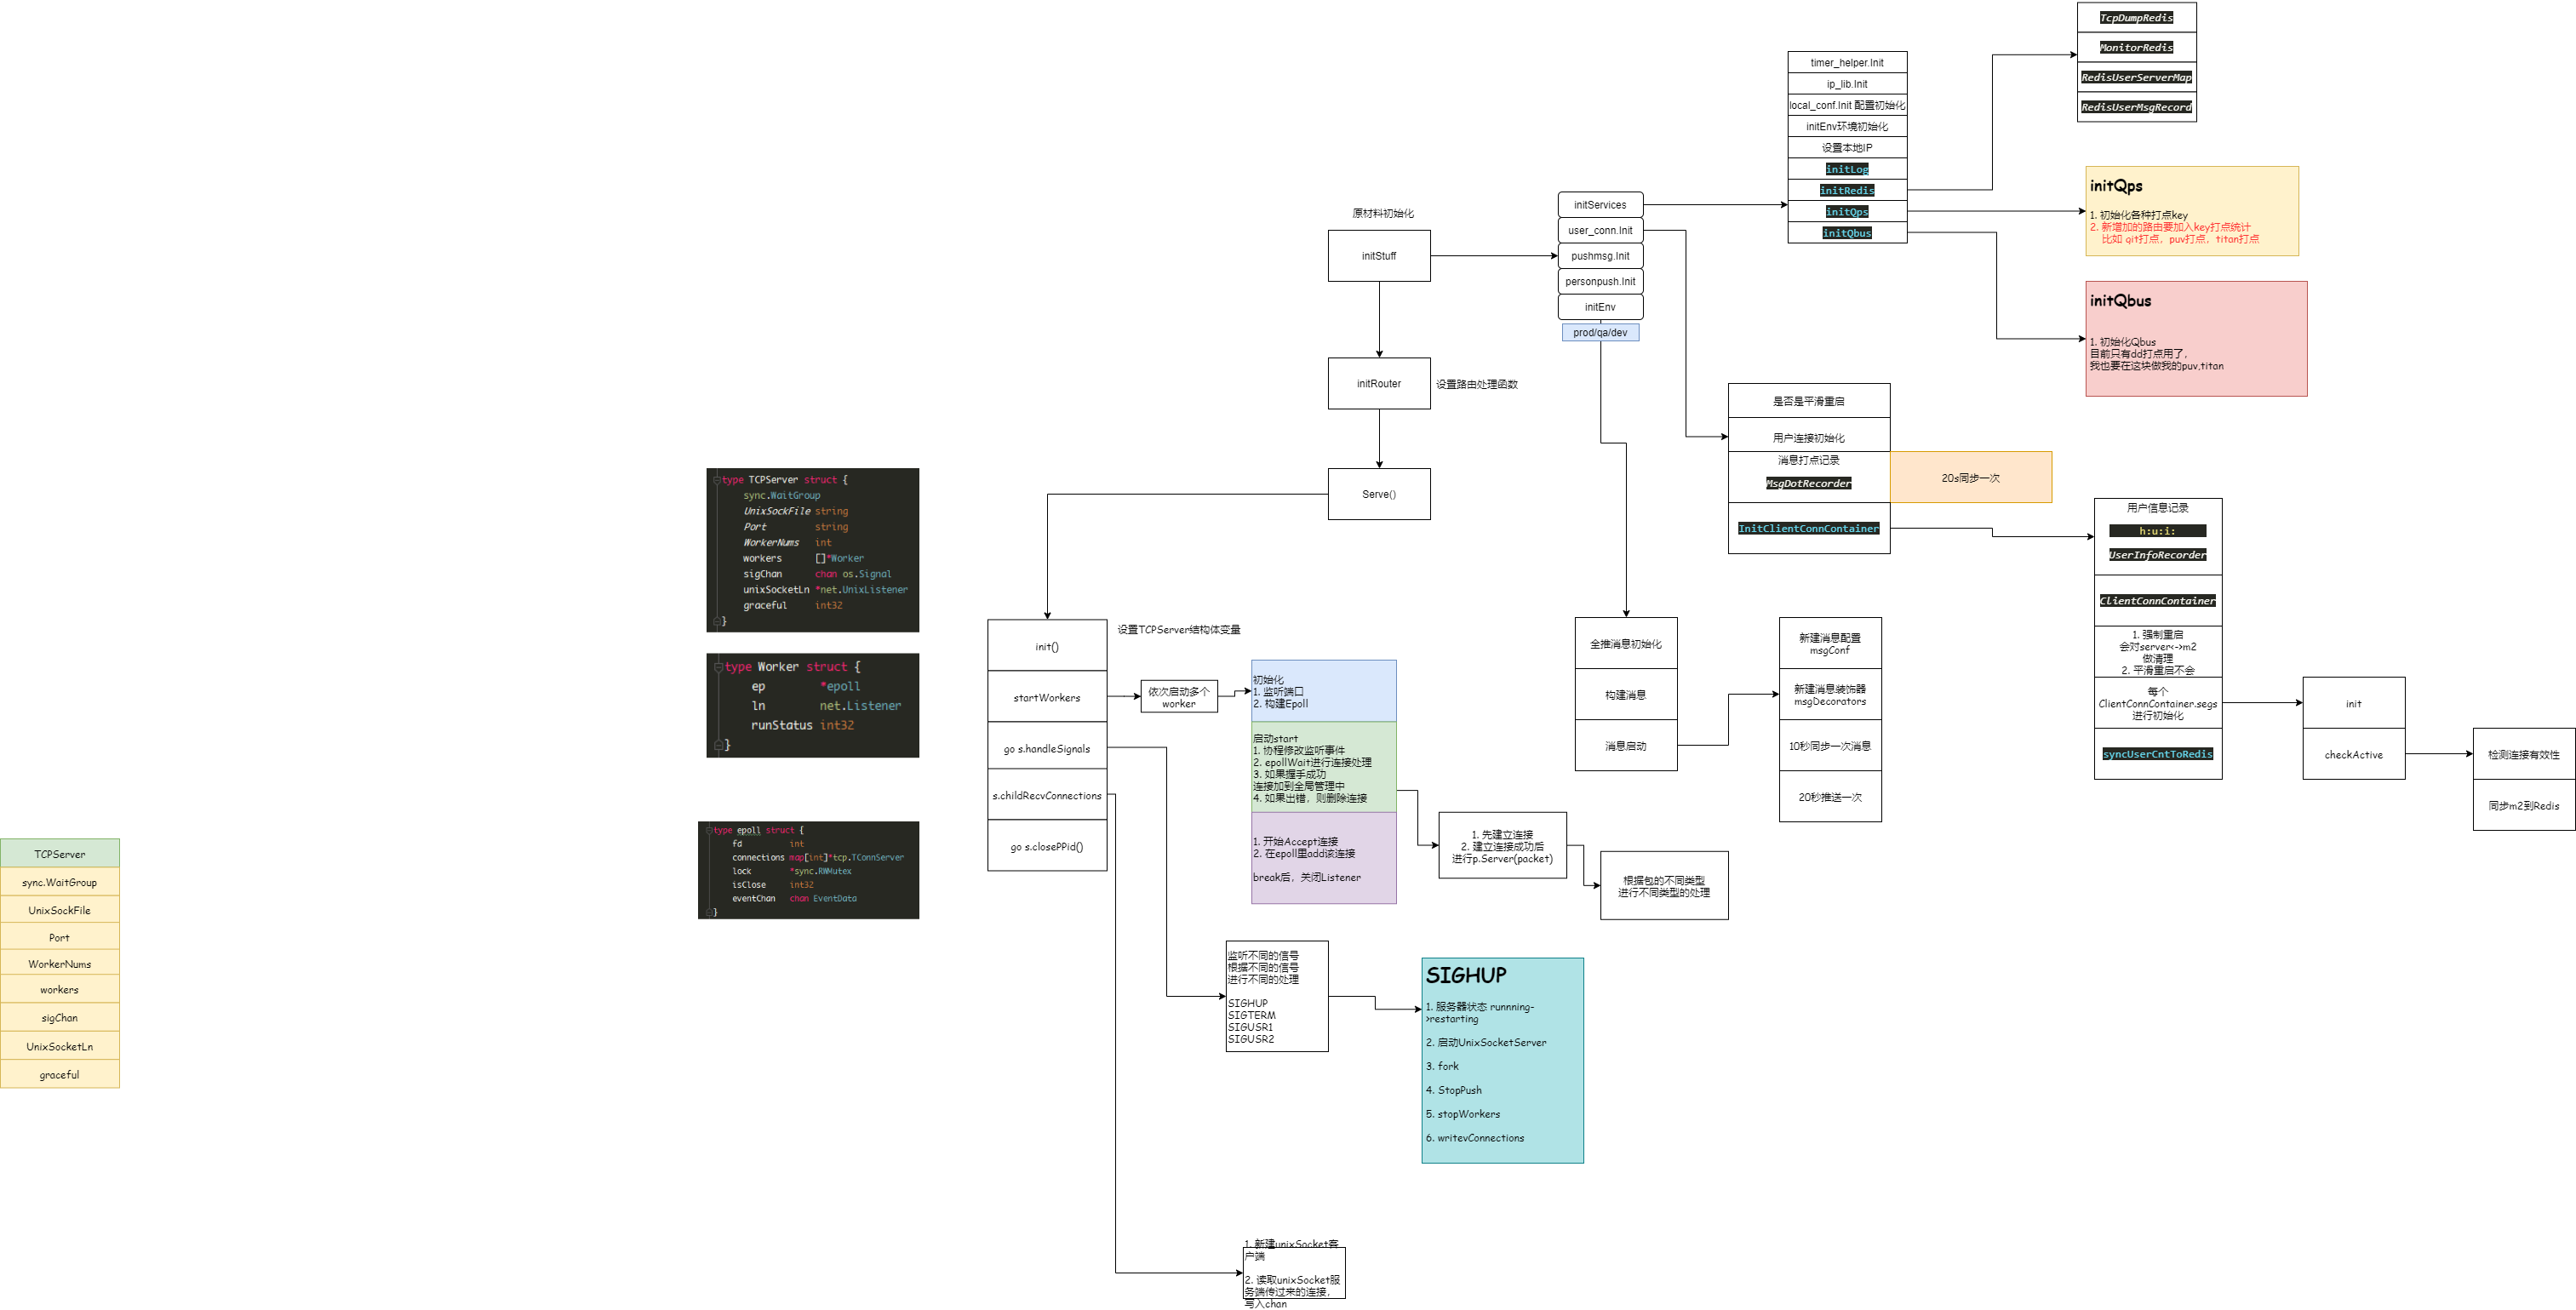 TcpDumpRedis
MonitorRedis
RedisUserServerMap
RedisUserMsgRecord
timer_helper.Init
ip_lib.Init
local_conf.Init 配置初始化
initEnv环境初始化
设置本地IP
initLog
initRedis
initQps
initQbus
initQps
1. 初始化各种打点key
2. 新增加的路由要加入key打点统计
比如 qit打点，puv打点，titan打点
initQbus
1. 初始化Qbus
目前只有dd打点用了，
我也要在这块做我的puv,titan
原材料初始化
initStuff
initServices
user_conn.Init
pushmsg.Init
personpush.Init
initEnv
prod/qa/dev
initRouter
设置路由处理函数
Serve()
是否是平滑重启
用户连接初始化
消息打点记录
MsgDotRecorder
InitClientConnContainer
20s同步一次
用户信息记录
h:u:i:
UserInfoRecorder
ClientConnContainer
1. 强制重启
会对server<->m2
做清理
2. 平滑重启不会
每个
ClientConnContainer.segs
进行初始化
syncUserCntToRedis
init
checkActive
检测连接有效性
同步m2到Redis
type TCPServer struct {
sync.WaitGroup
UnixSockFile string
Port string
WorkerNums int
workers []*Worker
sigChan chan os.Signal
unixSocketLn *net.UnixListener
graceful int32
}
type Worker struct {
ep *epoll
ln net.Listener
runStatus int32
}
type epoll struct {
fd int
connections map[int]*tcp.TConnServer
lock *sync.RWMutex
isClose int32
eventChan chan EventData
}
init()
startWorkers
go s.handleSignals
s.childRecvConnections
go s.closePPid()
设置TCPServer结构体变量
依次启动多个
worker
初始化
1. 监听端口
2. 构建Epoll
启动start
1. 协程修改监听事件
2. epollWait进行连接处理
3. 如果握手成功
连接加到全局管理中
4. 如果出错，则删除连接
1. 开始Accept连接
2. 在epoll里add该连接
break后，关闭Listener
1. 先建立连接
2. 建立连接成功后
进行p.Server(packet)
根据包的不同类型
进行不同类型的处理
全推消息初始化
构建消息
消息启动
新建消息配置
msgConf
新建消息装饰器
msgDecorators
10秒同步一次消息
20秒推送一次
监听不同的信号
根据不同的信号
进行不同的处理
SIGHUP
SIGTERM
SIGUSR1
SIGUSR2
SIGHUP
1. 服务器状态 runnning-
>restarting
2. 启动UnixSocketServer
3. fork
4. StopPush
5. stopWorkers
6. writevConnections
1. 新建unixSocket客
户端
2. 读取unixSocket服
务端传过来的连接，
写入chan
TCPServer
sync.WaitGroup
UnixSockFile
Port
WorkerNums
workers
sigChan
UnixSocketLn
graceful